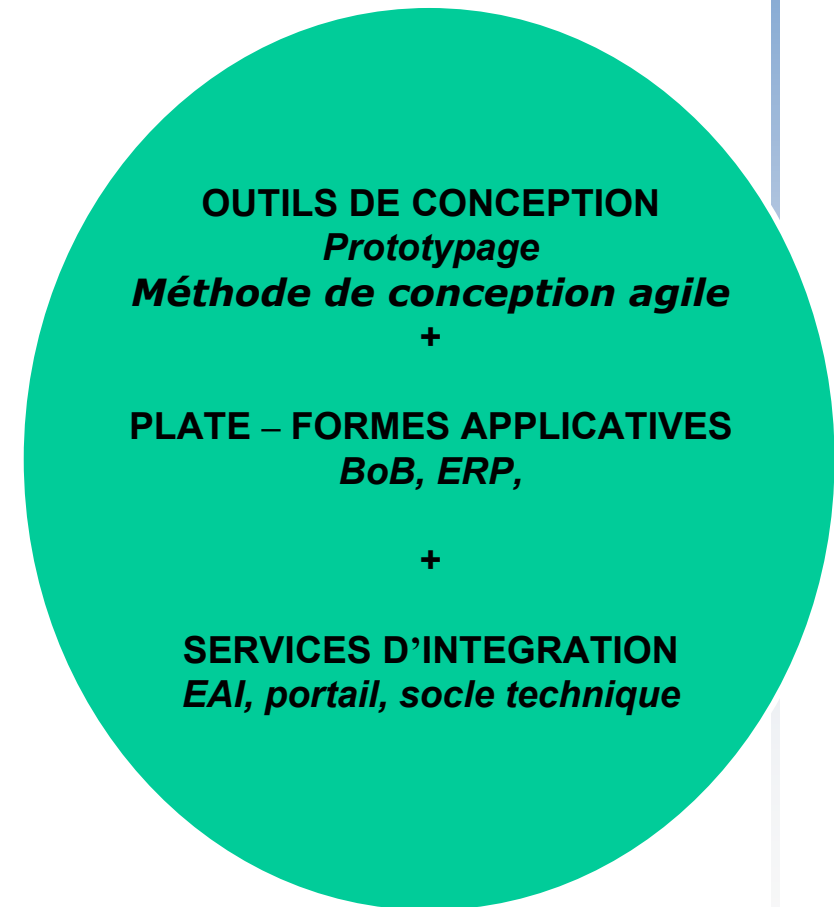 OUTILS DE CONCEPTION
Prototypage
Méthode de conception agile
+
PLATE – FORMES APPLICATIVES
BoB, ERP,
+
SERVICES D’INTEGRATION
EAI, portail, socle technique